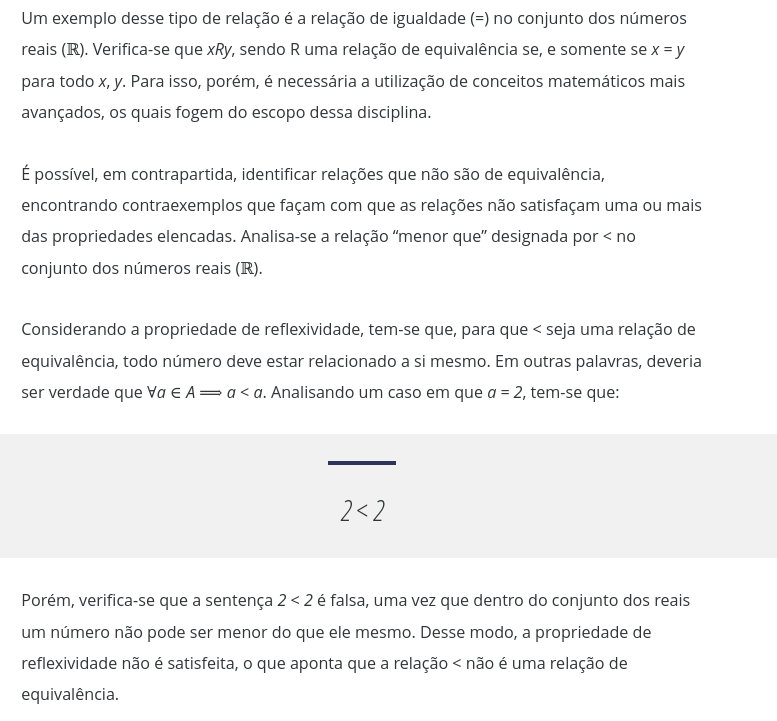 Um exemplo desse tipo de relação é a relação de igualdade (=) no conjunto dos números
reais (ℝ). Verifica-se que xRy, sendo R uma relação de equivalência se, e somente se x = y
para todo x, y. Para isso, porém, é necessária a utilização de conceitos matemáticos mais
avançados, os quais fogem do escopo dessa disciplina.
É possível, em contrapartida, identificar relações que não são de equivalência,
encontrando contraexemplos que façam com que as relações não satisfaçam uma ou mais
das propriedades elencadas. Analisa-se a relação “menor que” designada por < no
conjunto dos números reais (ℝ).
Considerando a propriedade de reflexividade, tem-se que, para que < seja uma relação de
equivalência, todo número deve estar relacionado a si mesmo. Em outras palavras, deveria
ser verdade que ∀a ∈ A ⟹ a < a. Analisando um caso em que a = 2, tem-se que:
2 < 2
Porém, verifica-se que a sentença 2 < 2 é falsa, uma vez que dentro do conjunto dos reais
um número não pode ser menor do que ele mesmo. Desse modo, a propriedade de
reflexividade não é satisfeita, o que aponta que a relação < não é uma relação de
equivalência.